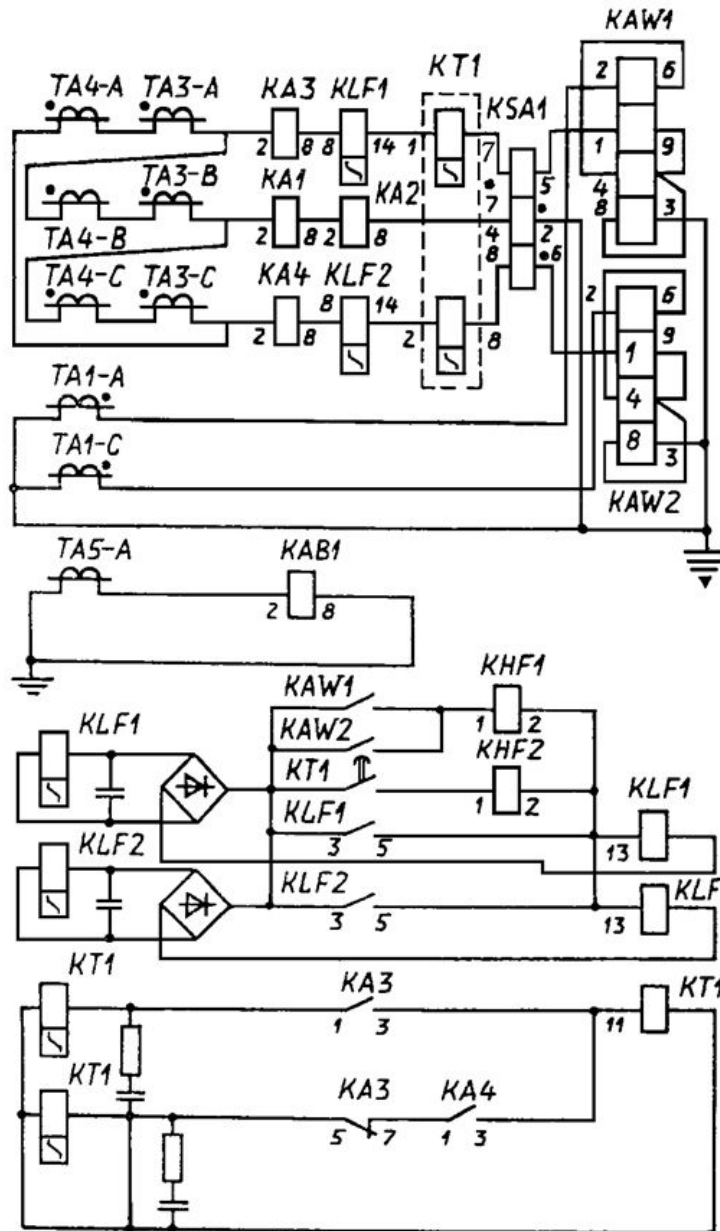 KAW1
TA4-A TA3-A KA3 KLF1 KT1 KSA1 2 6
2 8 8 14 1 7 5 1 9
TA3-B KA1 KA2 7 4
TA4-B 2 8 2 8 4 2 8 3
TA4-C TA3-C KA4 KLF2 8 6
8 14 2 6
2 8 2 8 1 9
TA1-A 4
TA1-C 8 3
KAW2
TA5-A KAB1
2 8
KAW1 KHF1
KLF1 KAW2 1 2
KT1 KHF2
KLF1 1 2 KLF1
KLF2 3 5 13
KLF2 KLF
3 5 13
KT1 KA3 KT1
1 3 11
KT1 KA3 KA4
5 7 1 3